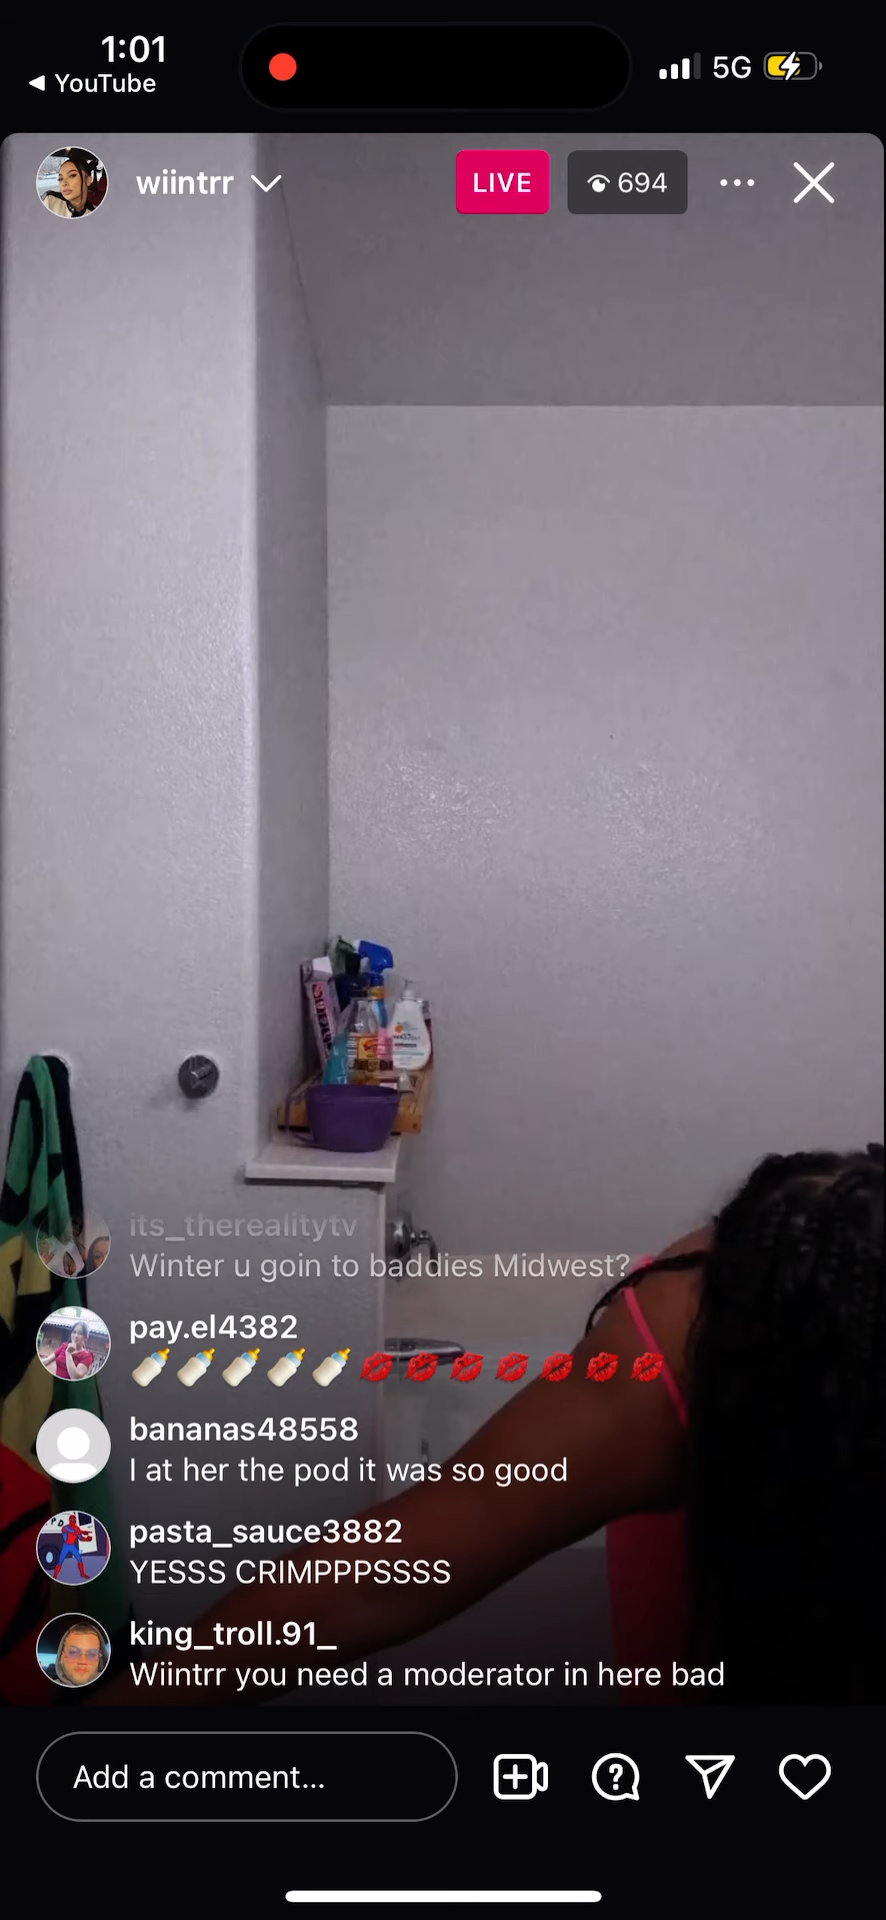 1:01
YouTube
5G
wiintrr
LIVE
694
its_therealitytv
Winter u goin to baddies Midwest?
pay.el4382
🍼🍼🍼🍼🍼💋💋💋💋💋💋💋
bananas48558
I at her the pod it was so good
pasta_sauce3882
YESSS CRIMPPPSSSS
king_troll.91_
Wiintrr you need a moderator in here bad
Add a comment...